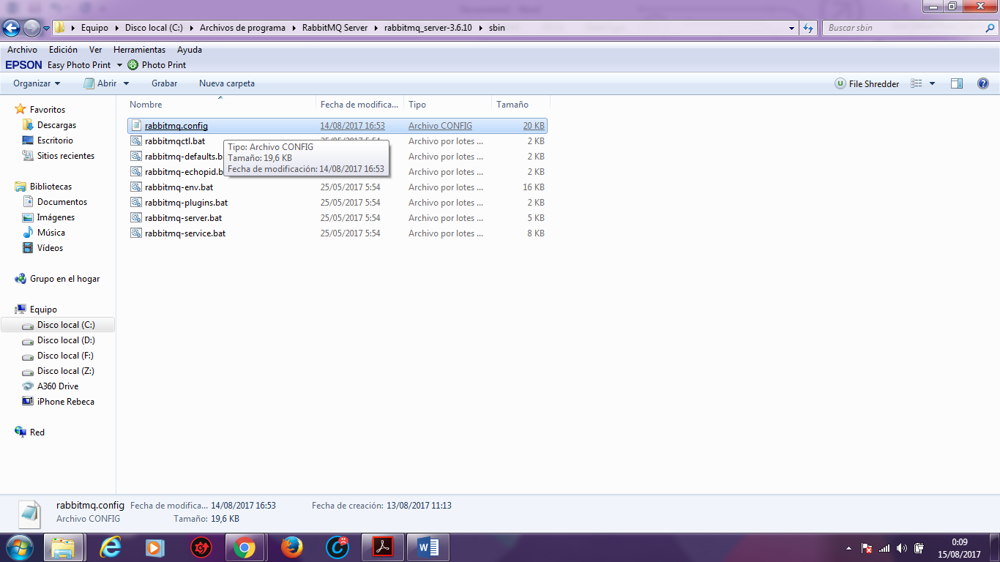 Equipo Disco local (C:) Archivos de programa RabbitMQ Server rabbitmq_server-3.6.10 sbin
Buscar sbin
Archivo Edición Ver Herramientas Ayuda
EPSON Easy Photo Print Photo Print
Organizar Abrir Grabar Nueva carpeta
File Shredder
Nombre Fecha de modifica... Tipo Tamaño
rabbitmq.config 14/08/2017 16:53 Archivo CONFIG 20 KB
rabbitmqctl.bat Archivo por lotes ... 2 KB
rabbitmq-defaults.b Archivo por lotes ... 2 KB
rabbitmq-echopid.b Archivo por lotes ... 2 KB
rabbitmq-env.bat 25/05/2017 5:54 Archivo por lotes ... 16 KB
rabbitmq-plugins.bat 25/05/2017 5:54 Archivo por lotes ... 2 KB
rabbitmq-server.bat 25/05/2017 5:54 Archivo por lotes ... 5 KB
rabbitmq-service.bat 25/05/2017 5:54 Archivo por lotes ... 8 KB
Tipo: Archivo CONFIG
Tamaño: 19,6 KB
Fecha de modificación: 14/08/2017 16:53
Favoritos
Descargas
Escritorio
Sitios recientes
Bibliotecas
Documentos
Imágenes
Música
Vídeos
Grupo en el hogar
Equipo
Disco local (C:)
Disco local (D:)
Disco local (F:)
Disco local (Z:)
A360 Drive
iPhone Rebeca
Red
rabbitmq.config Fecha de modifica... 14/08/2017 16:53 Fecha de creación: 13/08/2017 11:13
Archivo CONFIG Tamaño: 19,6 KB
0:09
15/08/2017